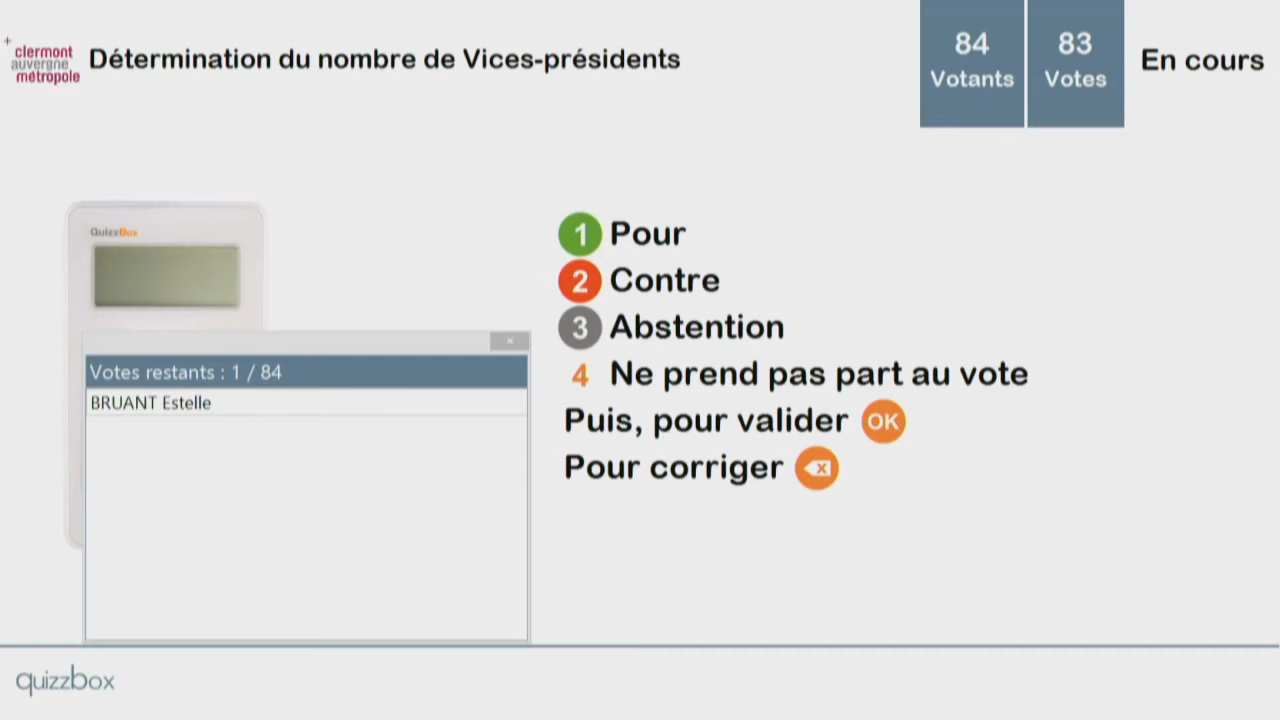 clermont
auvergne
métropole
Détermination du nombre de Vices-présidents
84
Votants
83
Votes
En cours
QuizzBox
1 Pour
2 Contre
3 Abstention
4 Ne prend pas part au vote
Puis, pour valider OK
Pour corriger
×
Votes restants : 1 / 84
BRUANT Estelle
quizzbox